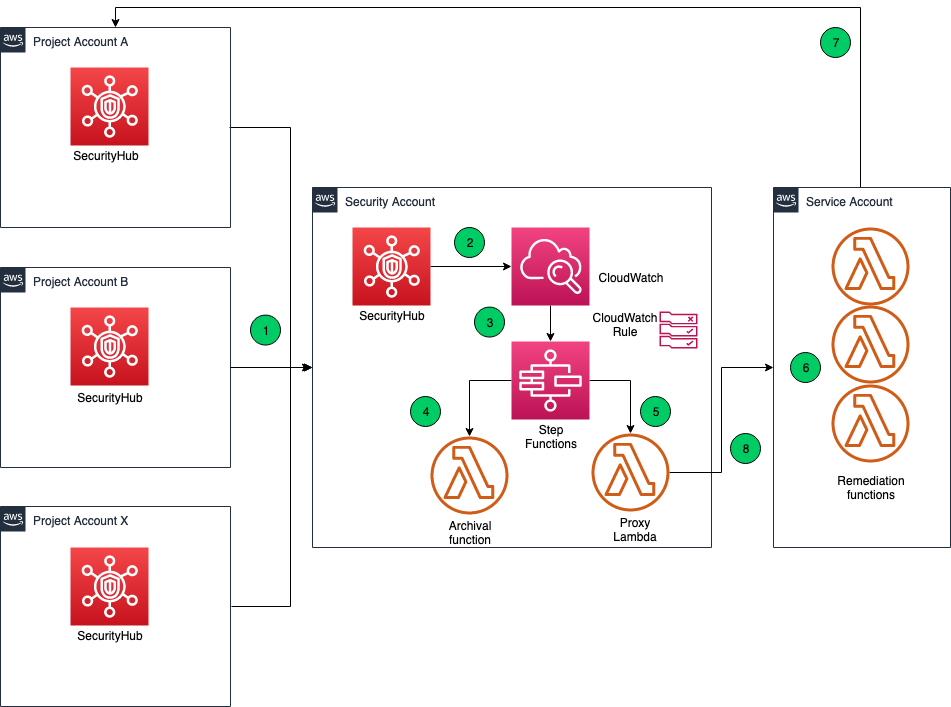 aws
Project Account A
SecurityHub
7
aws
Project Account B
SecurityHub
1
aws
Project Account X
SecurityHub
aws
Security Account
SecurityHub
2
CloudWatch
3
CloudWatch
Rule
Step
Functions
4
5
Archival
function
Proxy
Lambda
8
aws
Service Account
6
Remediation
functions